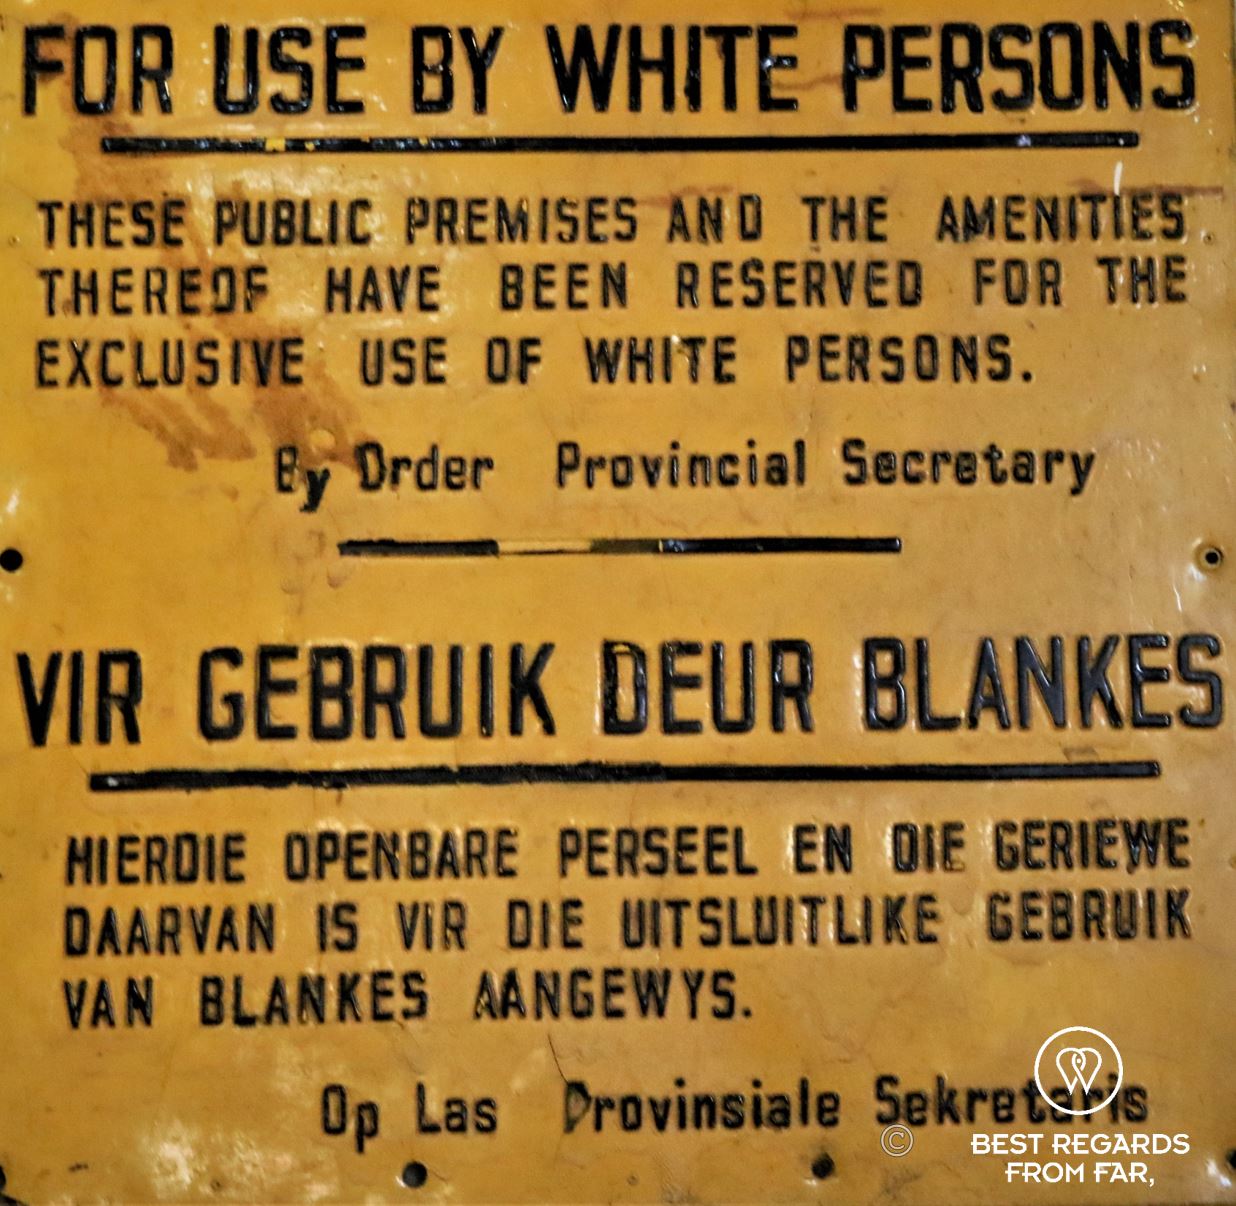 FOR USE BY WHITE PERSONS
THESE PUBLIC PREMISES AND THE AMENITIES
THEREOF HAVE BEEN RESERVED FOR THE
EXCLUSIVE USE OF WHITE PERSONS.
By Order Provincial Secretary
VIR GEBRUIK DEUR BLANKES
HIERDIE OPENBARE PERSEEL EN DIE GERIEWE
DAARVAN IS VIR DIE UITSLUITLIKE GEBRUIK
VAN BLANKES AANGEWYS.
Op Las Provinsiale Sekretaris
© BEST REGARDS
FROM FAR,